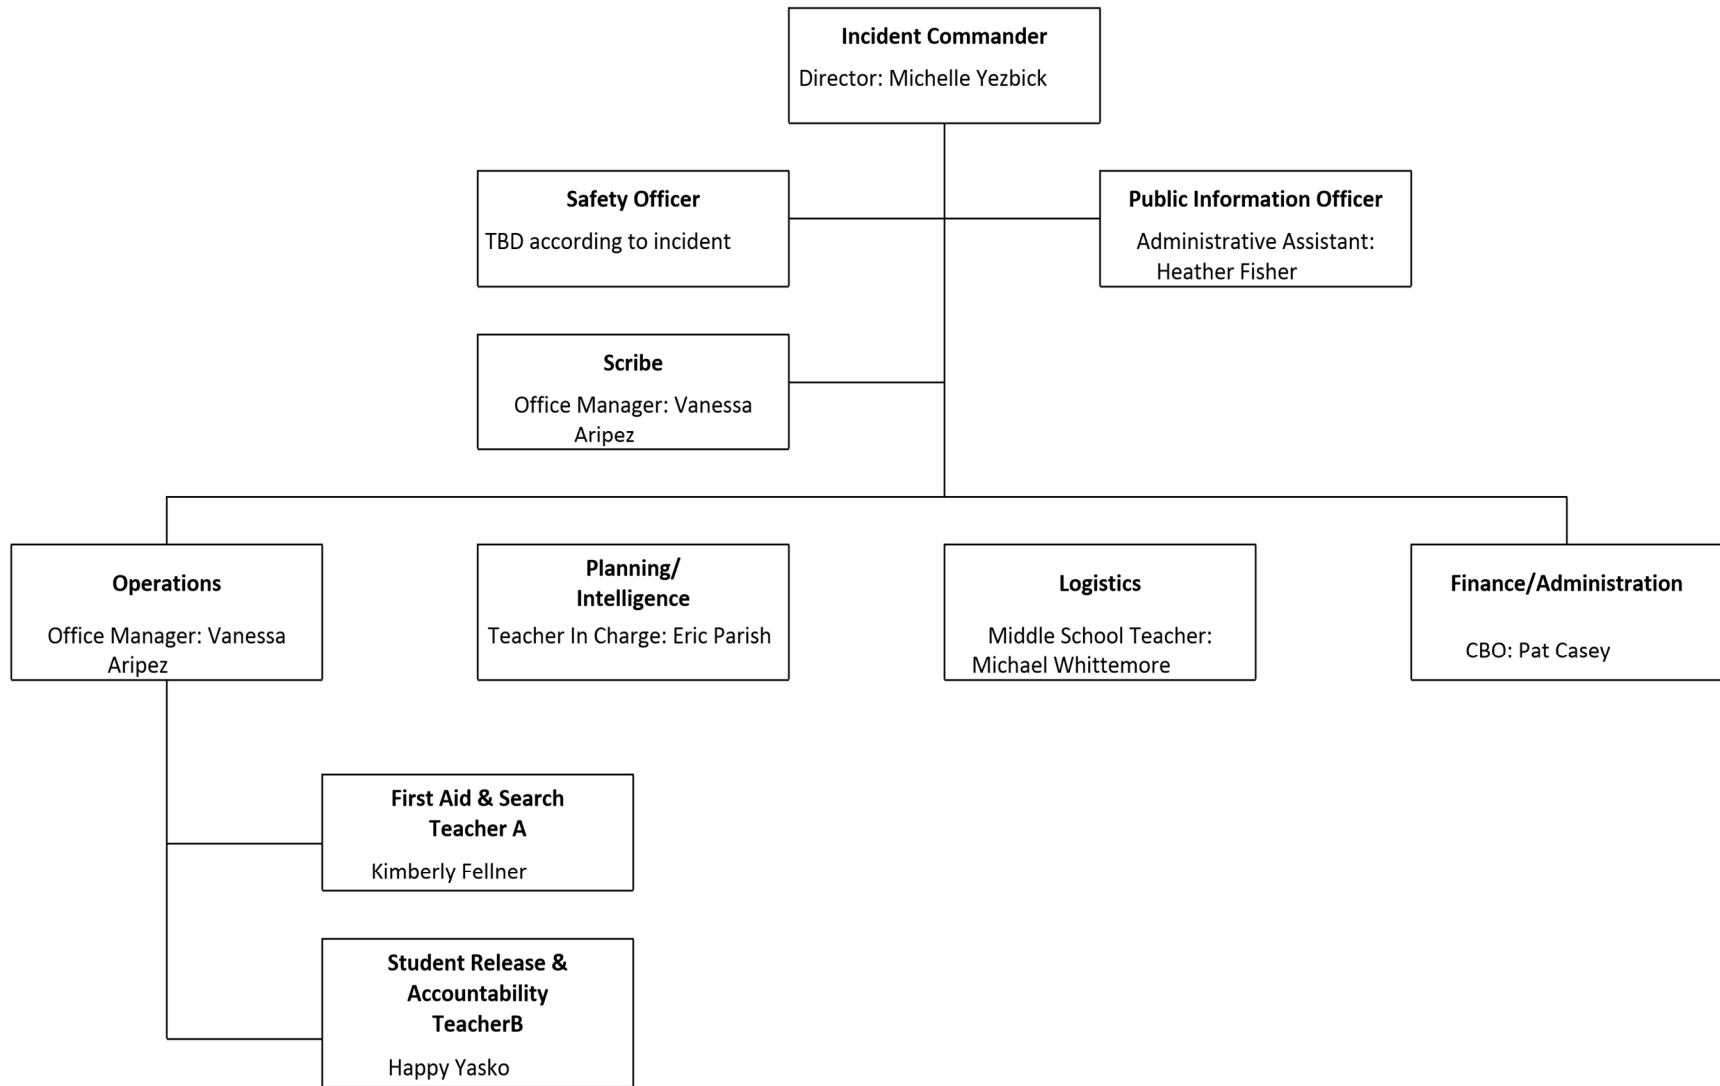 Incident Commander
Director: Michelle Yezbick
Safety Officer
TBD according to incident
Public Information Officer
Administrative Assistant:
Heather Fisher
Scribe
Office Manager: Vanessa
Aripez
Operations
Office Manager: Vanessa
Aripez
Planning/
Intelligence
Teacher In Charge: Eric Parish
Logistics
Middle School Teacher:
Michael Whittemore
Finance/Administration
CBO: Pat Casey
First Aid & Search
Teacher A
Kimberly Fellner
Student Release &
Accountability
TeacherB
Happy Yasko